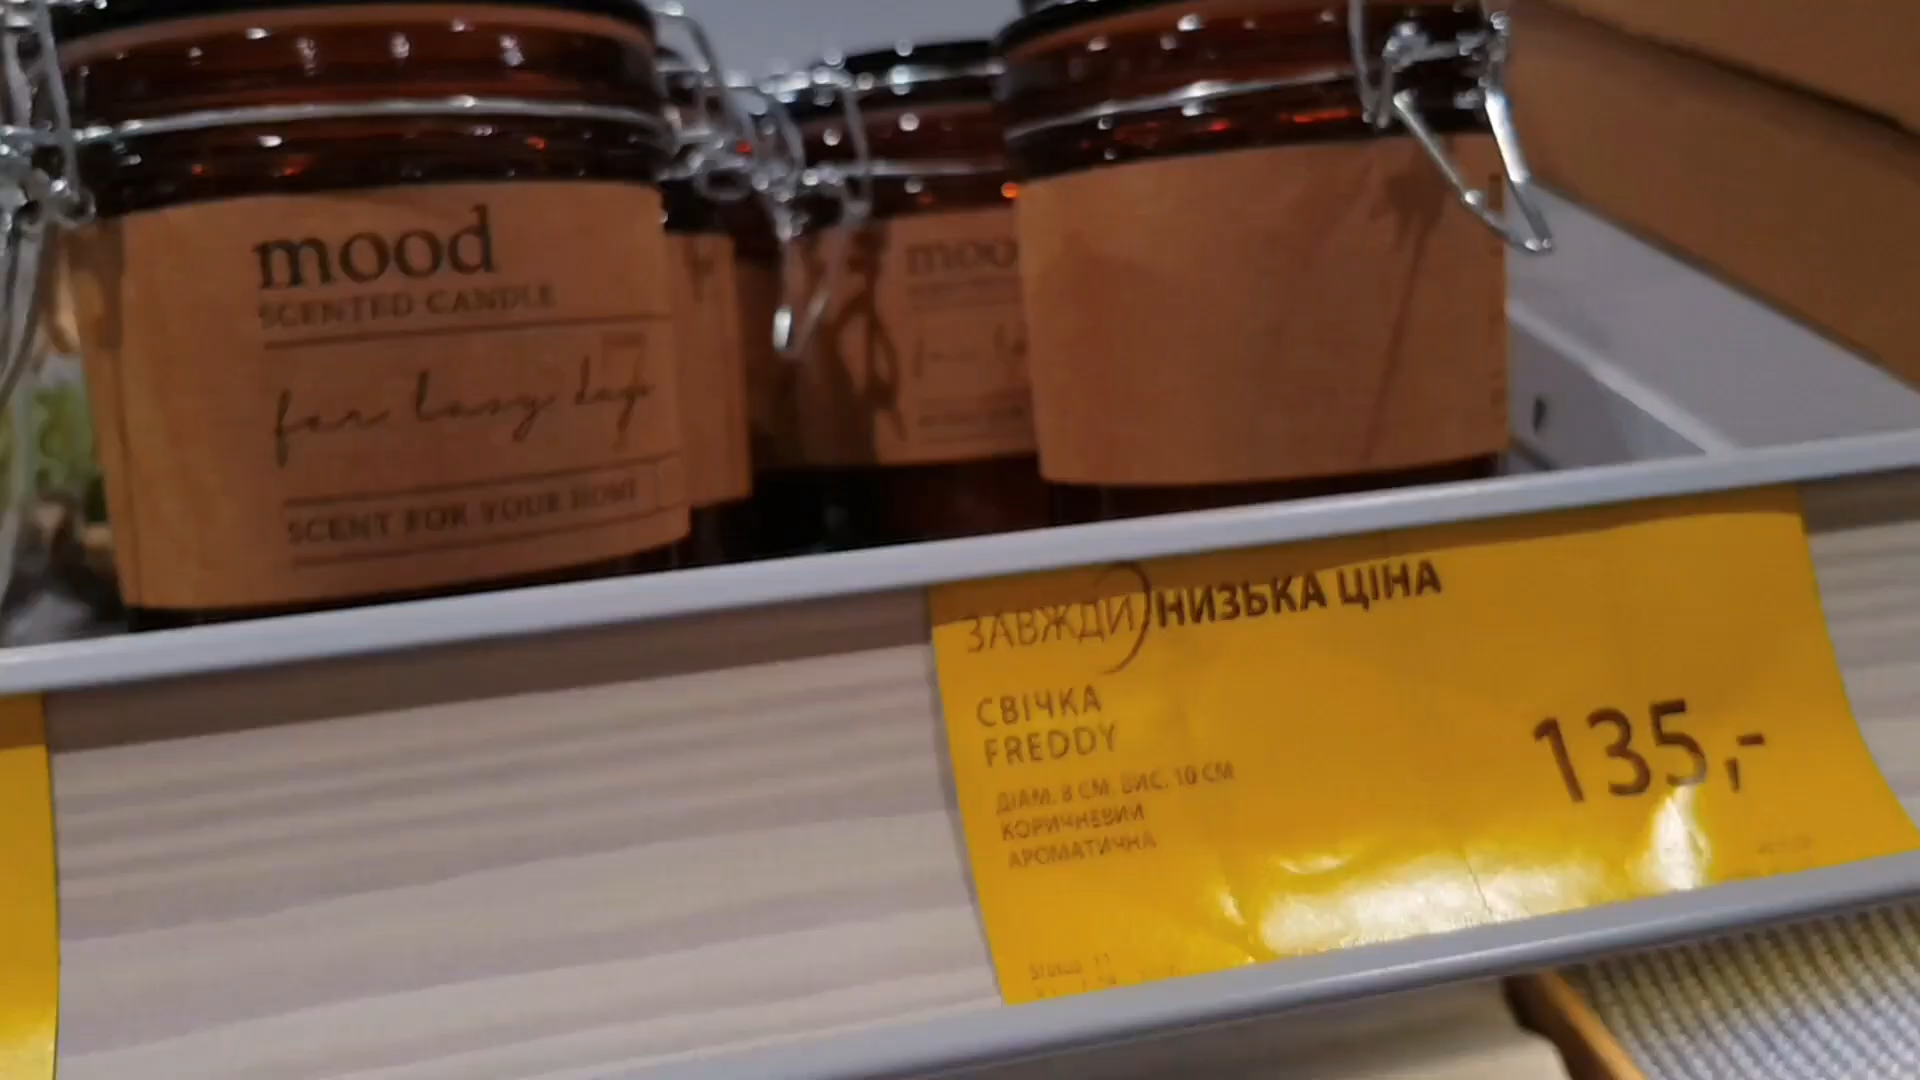 mood
SCENTED CANDLE
for lazy days
SCENT FOR YOUR HOME
moo
ЗАВЖДИ НИЗЬКА ЦІНА
СВІЧКА
FREDDY
135,-
ДІАМ. 8 СМ. ВИС. 10 СМ
КОРИЧНЕВИЙ
АРОМАТИЧНА